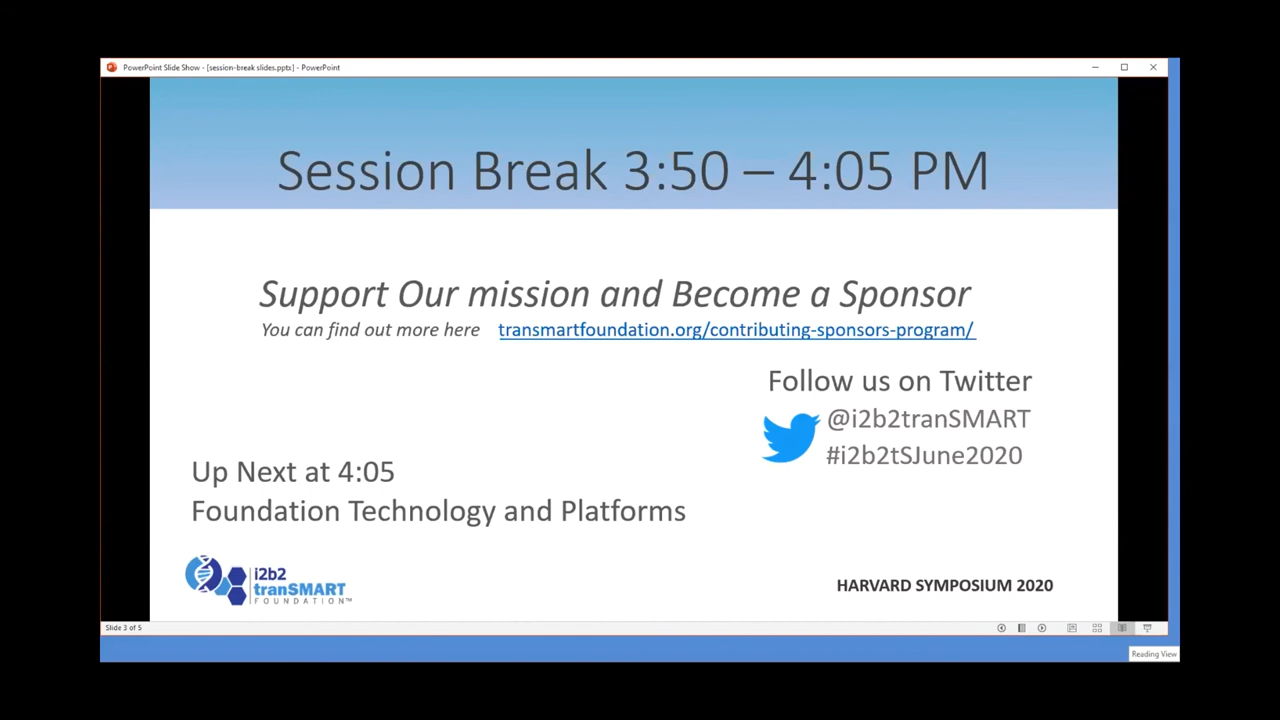 PowerPoint Slide Show - [session-break slides.pptx] - PowerPoint
Session Break 3:50 – 4:05 PM
Support Our mission and Become a Sponsor
You can find out more here transmartfoundation.org/contributing-sponsors-program/
Follow us on Twitter
@i2b2tranSMART
#i2b2tSJune2020
Up Next at 4:05
Foundation Technology and Platforms
i2b2
tranSMART
FOUNDATION™
HARVARD SYMPOSIUM 2020
Slide 3 of 5
Reading View